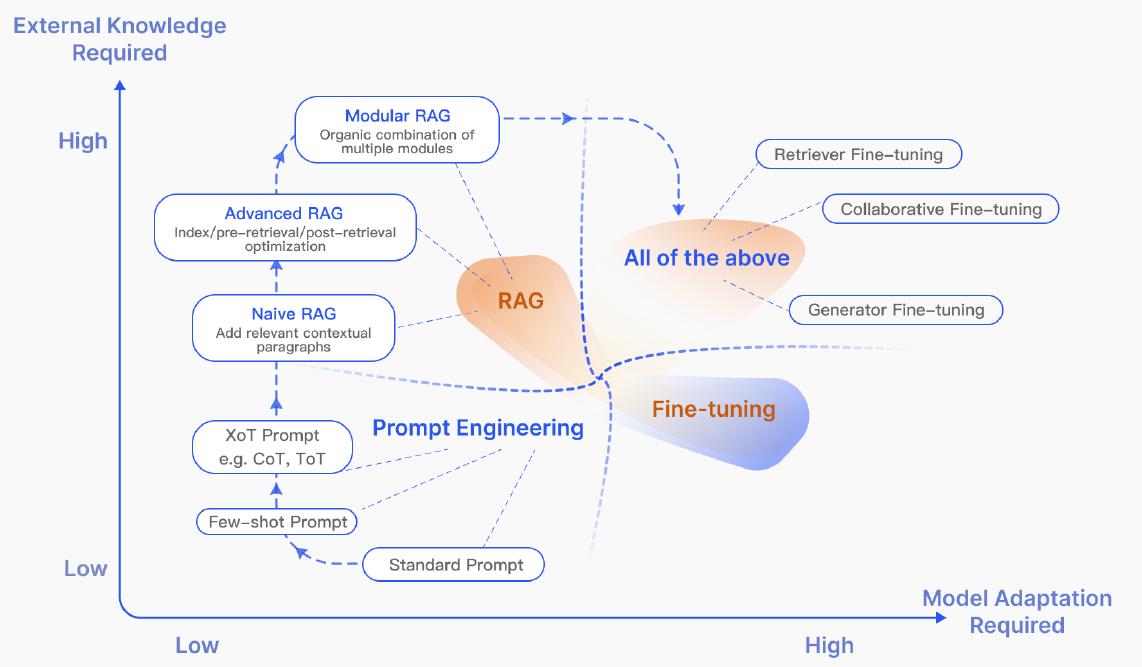 External Knowledge
Required
High
Modular RAG
Organic combination of
multiple modules
Retriever Fine-tuning
Advanced RAG
Index/pre-retrieval/post-retrieval
optimization
Collaborative Fine-tuning
All of the above
RAG
Naive RAG
Add relevant contextual
paragraphs
Generator Fine-tuning
Fine-tuning
Prompt Engineering
XoT Prompt
e.g. CoT, ToT
Few-shot Prompt
Standard Prompt
Low
Model Adaptation
Required
Low
High